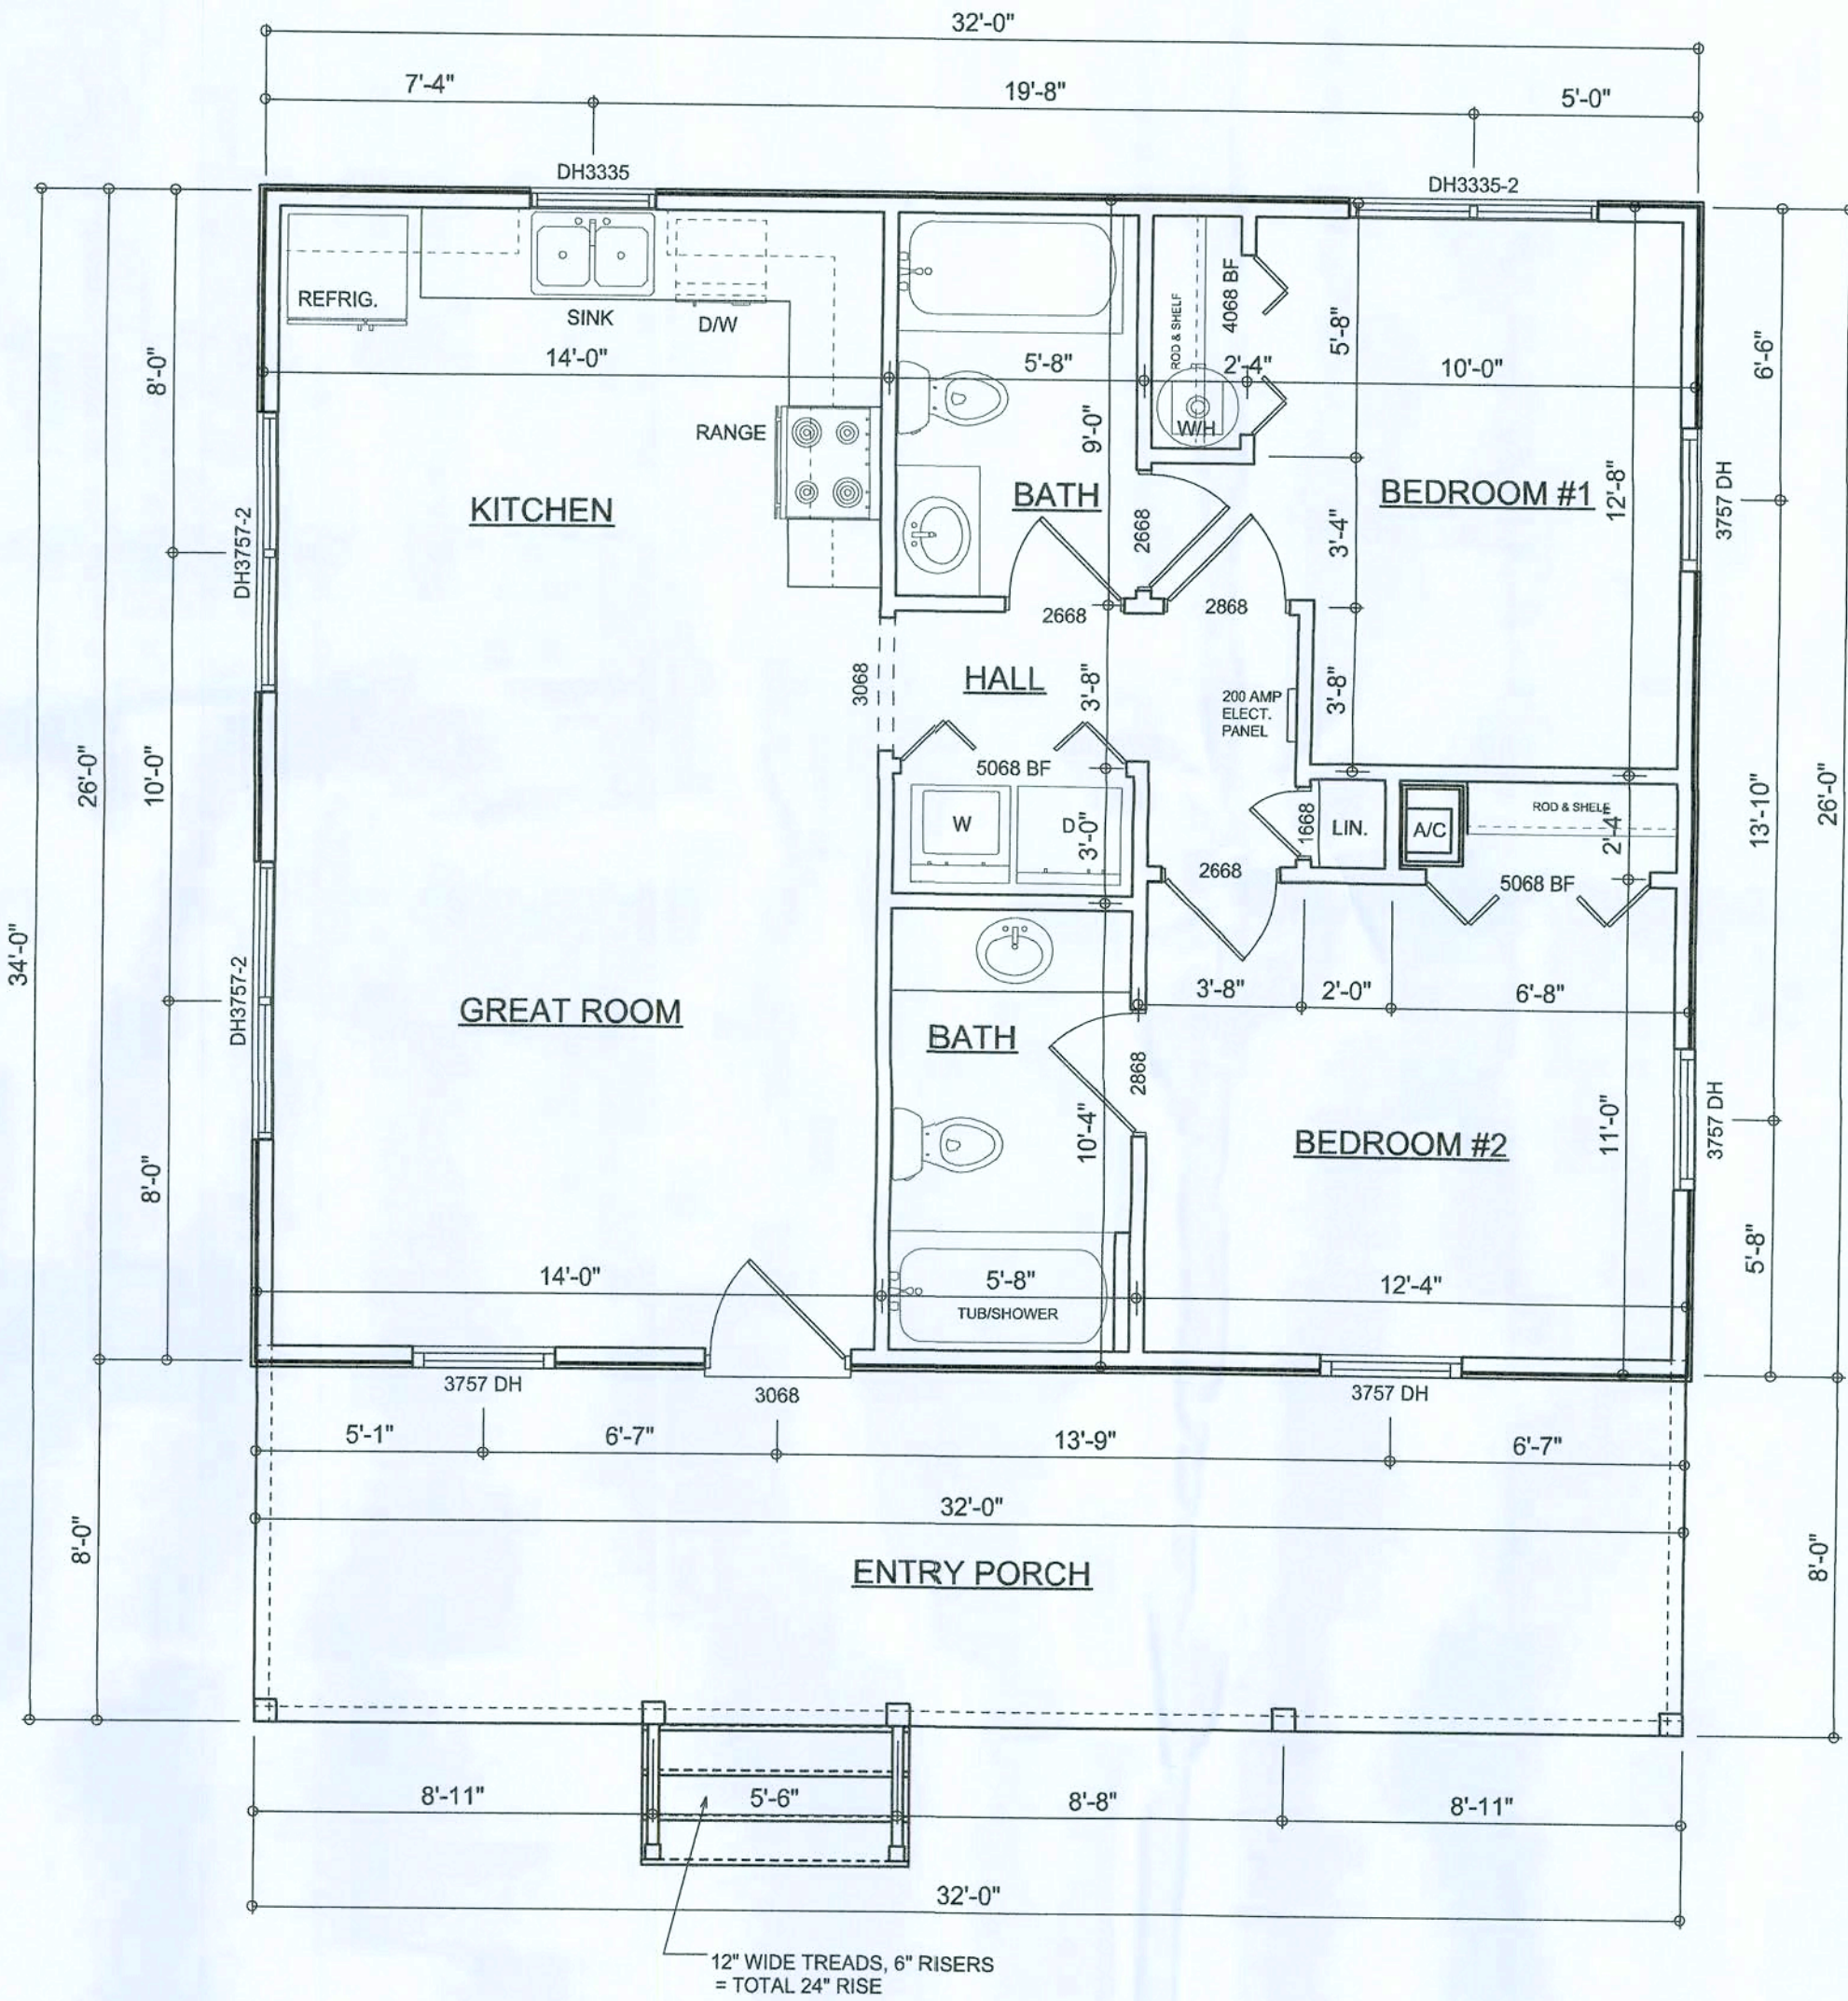 32'-0"
7'-4"
19'-8"
5'-0"
DH3335
DH3335-2
REFRIG.
SINK
D/W
ROD & SHELF
4068 BF
5'-8"
14'-0"
5'-8"
2'-4"
10'-0"
6'-6"
8'-0"
RANGE
9'-0"
W/H
KITCHEN
BATH
BEDROOM #1
12'-8"
3757 DH
DH3757-2
2668
3'-4"
2668
2868
3068
HALL
3'-8"
200 AMP
ELECT.
PANEL
3'-8"
26'-0"
10'-0"
5068 BF
W
D
3'-0"
1668
LIN.
A/C
ROD & SHELF
2'-4"
13'-10"
26'-0"
2668
5068 BF
34'-0"
DH3757-2
3'-8"
2'-0"
6'-8"
GREAT ROOM
BATH
2868
8'-0"
10'-4"
BEDROOM #2
11'-0"
3757 DH
5'-8"
14'-0"
5'-8"
TUB/SHOWER
12'-4"
3757 DH
3068
3757 DH
5'-1"
6'-7"
13'-9"
6'-7"
32'-0"
8'-0"
ENTRY PORCH
8'-0"
8'-11"
5'-6"
8'-8"
8'-11"
32'-0"
12" WIDE TREADS, 6" RISERS
= TOTAL 24" RISE